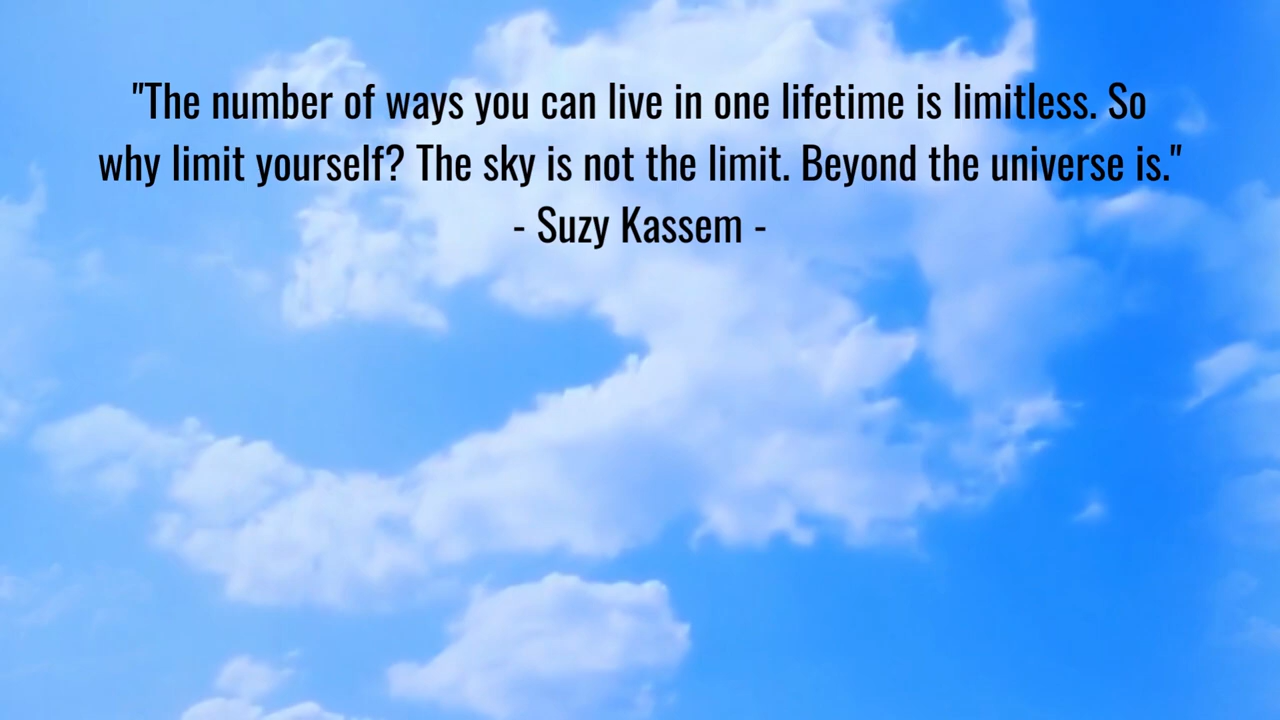 "The number of ways you can live in one lifetime is limitless. So
why limit yourself? The sky is not the limit. Beyond the universe is."
- Suzy Kassem -